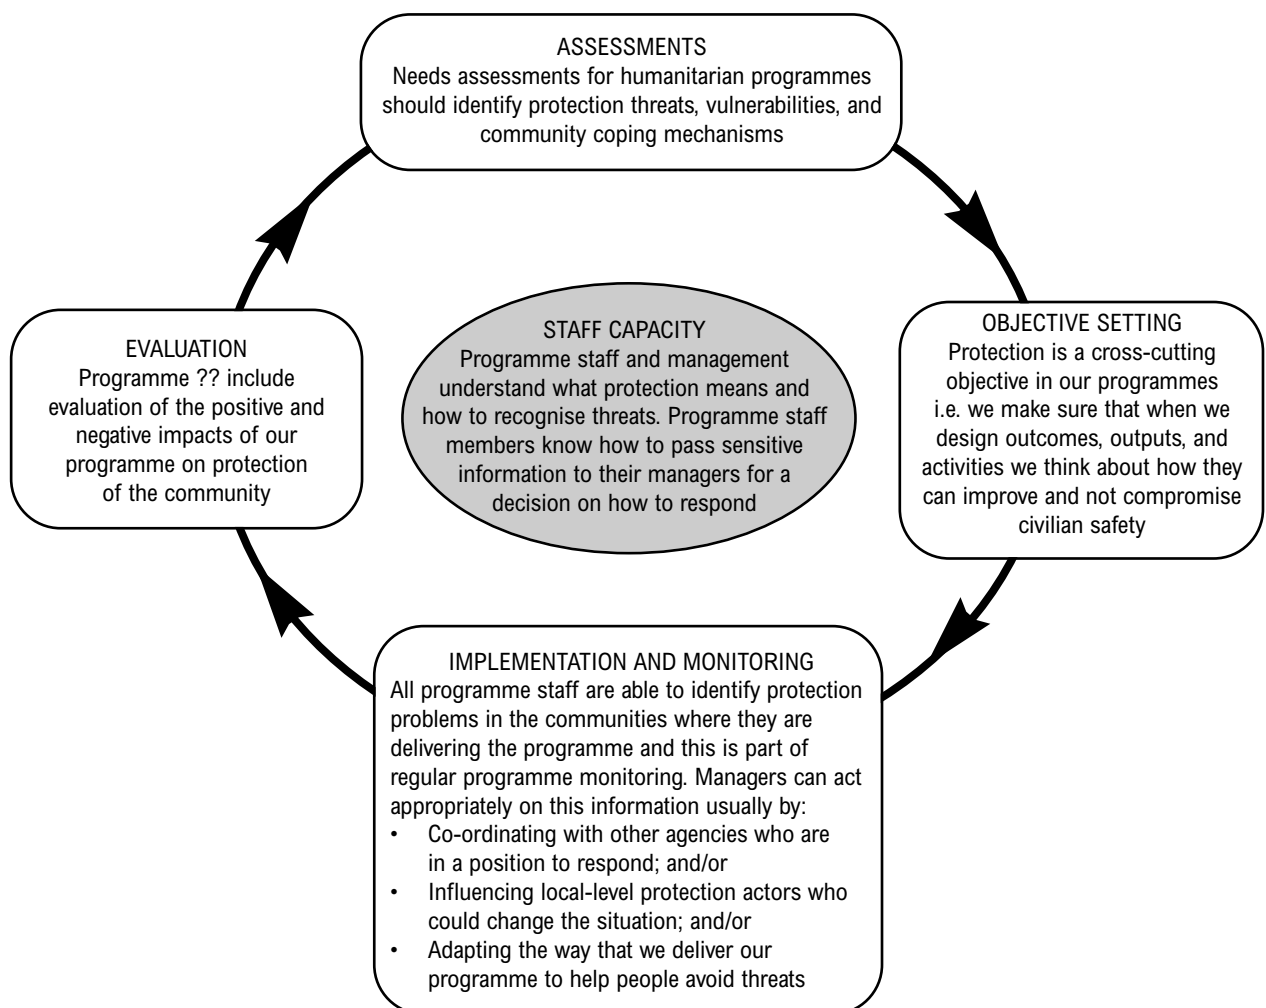 ASSESSMENTS
Needs assessments for humanitarian programmes
should identify protection threats, vulnerabilities, and
community coping mechanisms
EVALUATION
Programme ?? include
evaluation of the positive and
negative impacts of our
programme on protection
of the community
STAFF CAPACITY
Programme staff and management
understand what protection means and
how to recognise threats. Programme staff
members know how to pass sensitive
information to their managers for a
decision on how to respond
OBJECTIVE SETTING
Protection is a cross-cutting
objective in our programmes
i.e. we make sure that when we
design outcomes, outputs, and
activities we think about how they
can improve and not compromise
civilian safety
IMPLEMENTATION AND MONITORING
All programme staff are able to identify protection
problems in the communities where they are
delivering the programme and this is part of
regular programme monitoring. Managers can act
appropriately on this information usually by:
• Co-ordinating with other agencies who are
in a position to respond; and/or
• Influencing local-level protection actors who
could change the situation; and/or
• Adapting the way that we deliver our
programme to help people avoid threats